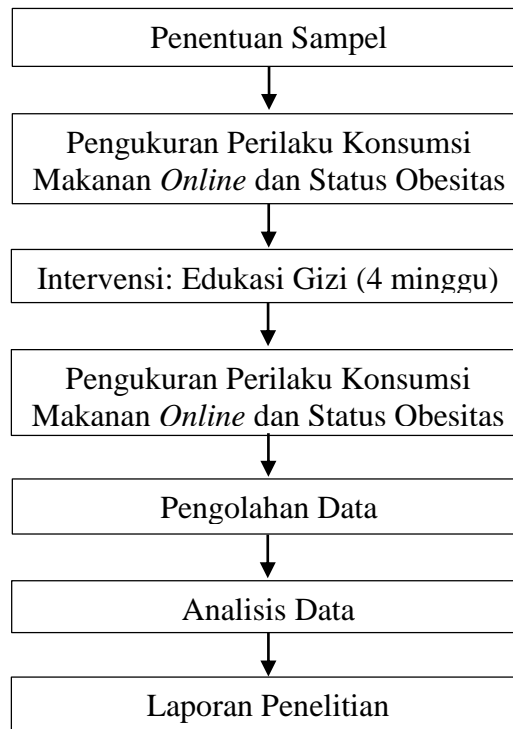 Penentuan Sampel
Pengukuran Perilaku Konsumsi
Makanan Online dan Status Obesitas
Intervensi: Edukasi Gizi (4 minggu)
Pengukuran Perilaku Konsumsi
Makanan Online dan Status Obesitas
Pengolahan Data
Analisis Data
Laporan Penelitian